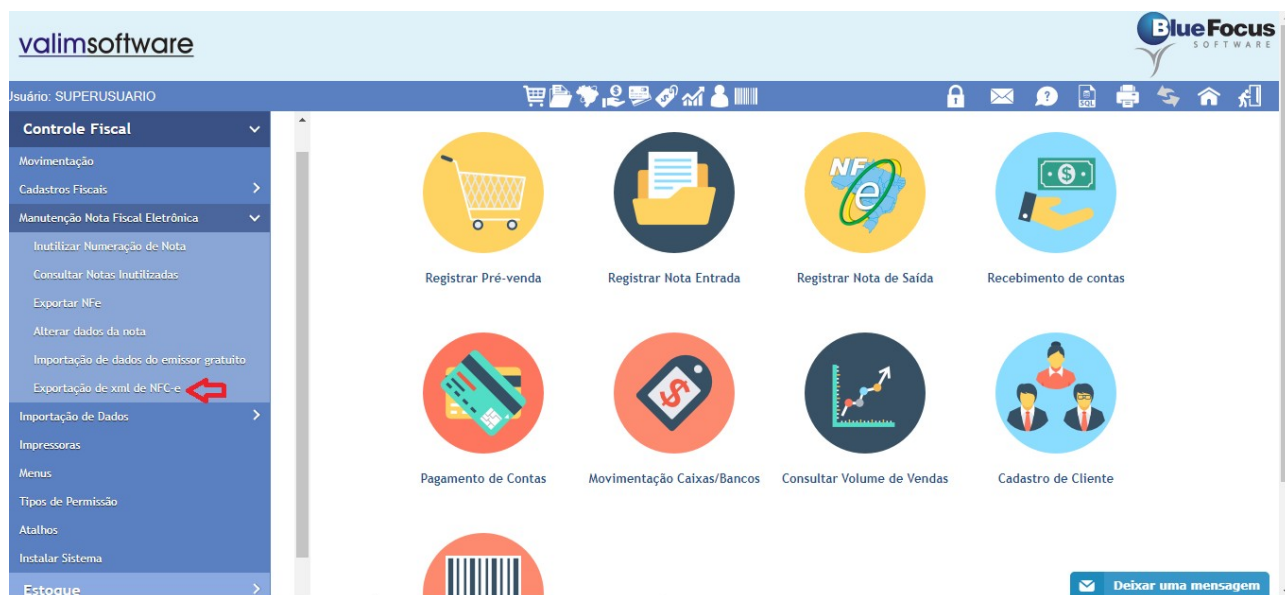 valimsoftware
BlueFocus
SOFTWARE
Jsuário: SUPERUSUARIO
SQL
Controle Fiscal
Movimentação
Cadastros Fiscais
Manutenção Nota Fiscal Eletrônica
Inutilizar Numeração de Nota
Consultar Notas Inutilizadas
Exportar NFe
Alterar dados da nota
Importação de dados do emissor gratuito
Exportação de xml de NFC-e
Importação de Dados
Impressoras
Menus
Tipos de Permissão
Atalhos
Instalar Sistema
Estoque
NF
e
Registrar Pré-venda
Registrar Nota Entrada
Registrar Nota de Saída
Recebimento de contas
Pagamento de Contas
Movimentação Caixas/Bancos
Consultar Volume de Vendas
Cadastro de Cliente
Deixar uma mensagem